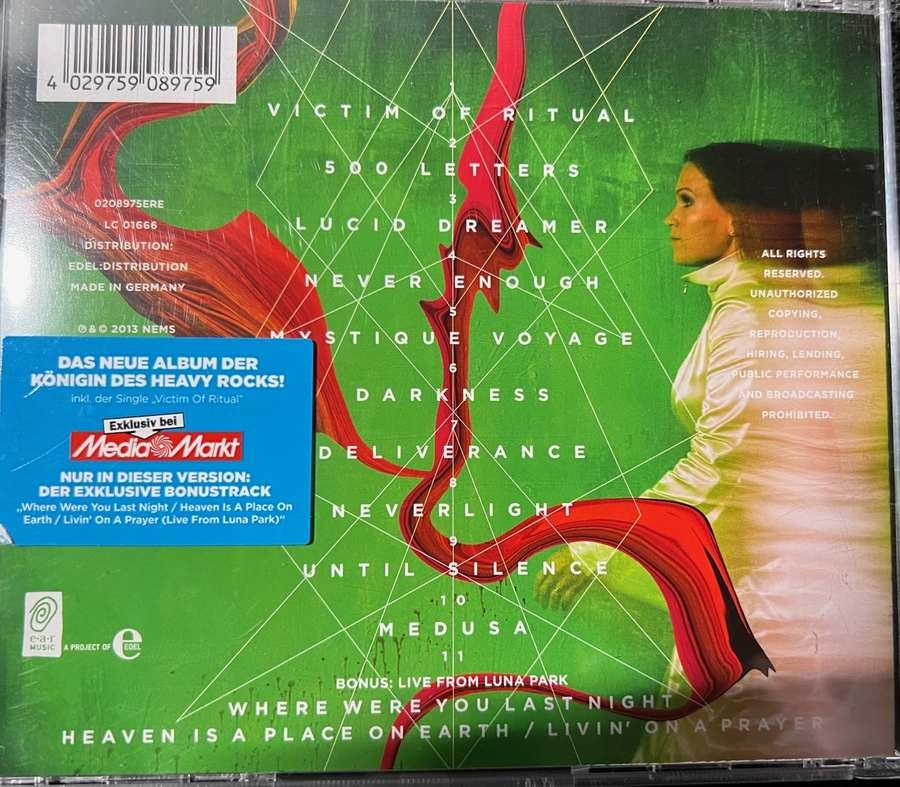 4 029759 089759
1
VICTIM OF RITUAL
2
500 LETTERS
3
LUCID DREAMER
4
NEVER ENOUGH
5
MYSTIQUE VOYAGE
6
DARKNESS
7
DELIVERANCE
8
NEVERLIGHT
9
UNTIL SILENCE
10
MEDUSA
11
BONUS: LIVE FROM LUNA PARK
WHERE WERE YOU LAST NIGHT
HEAVEN IS A PLACE ON EARTH / LIVIN' ON A PRAYER
0208975ERE
LC 01666
DISTRIBUTION:
EDEL:DISTRIBUTION
MADE IN GERMANY
℗ & © 2013 NEMS
DAS NEUE ALBUM DER
KÖNIGIN DES HEAVY ROCKS!
inkl. der Single „Victim Of Ritual"
Exklusiv bei
Media Markt
NUR IN DIESER VERSION:
DER EXKLUSIVE BONUSTRACK
„Where Were You Last Night / Heaven Is A Place On
Earth / Livin' On A Prayer (Live From Luna Park)"
e-a-r
MUSIC
A PROJECT OF
EDEL
ALL RIGHTS
RESERVED.
UNAUTHORIZED
COPYING,
REPRODUCTION,
HIRING, LENDING,
PUBLIC PERFORMANCE
AND BROADCASTING
PROHIBITED.